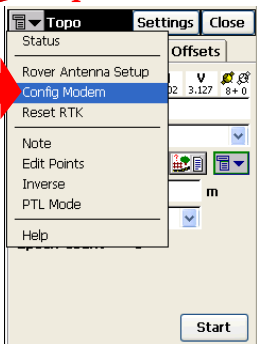 Topo Settings Close
Status
Offsets
Rover Antenna Setup
V
02 3.127 8+0
Config Modem
Reset RTK
Note
Edit Points
Inverse
m
PTL Mode
Help
Start